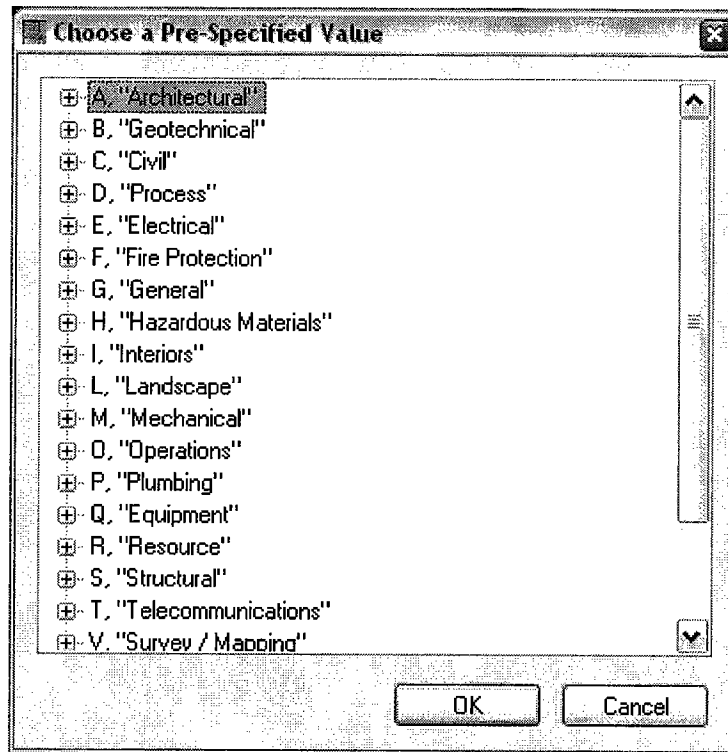 Choose a Pre-Specified Value
A, "Architectural"
B, "Geotechnical"
C, "Civil"
D, "Process"
E, "Electrical"
F, "Fire Protection"
G, "General"
H, "Hazardous Materials"
I, "Interiors"
L, "Landscape"
M, "Mechanical"
O, "Operations"
P, "Plumbing"
Q, "Equipment"
R, "Resource"
S, "Structural"
T, "Telecommunications"
V, "Survey / Mapping"
OK Cancel